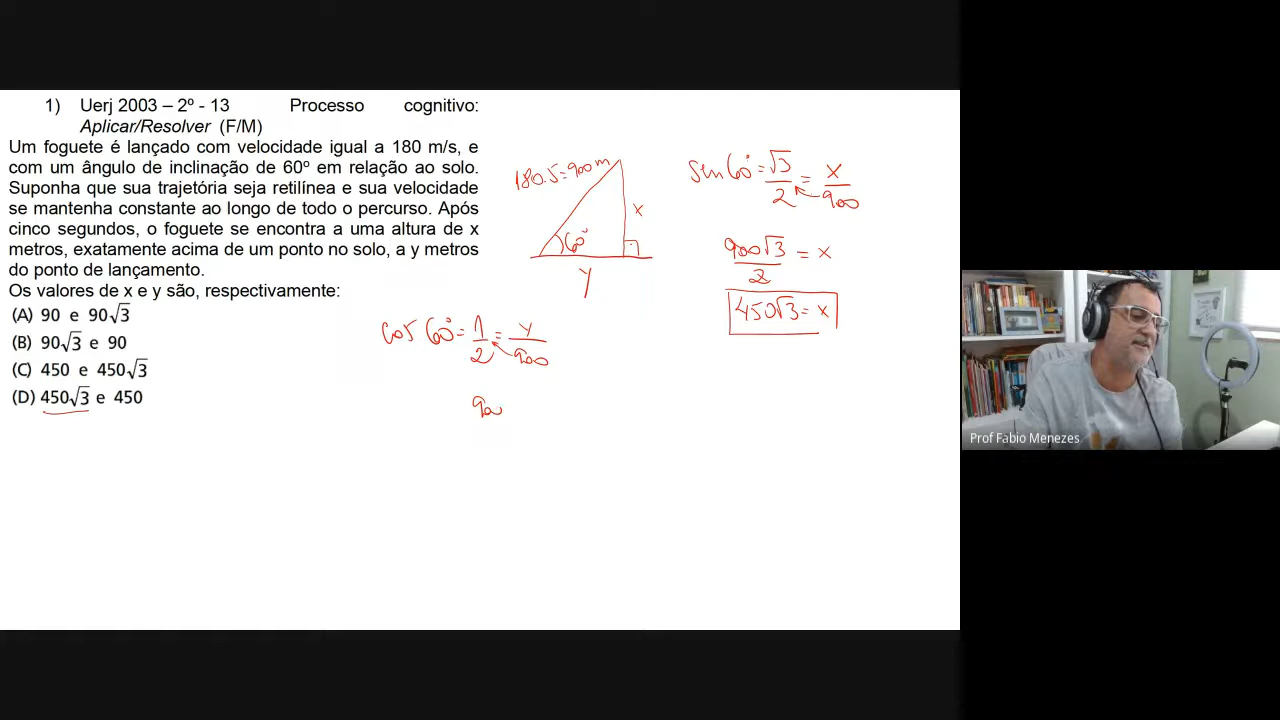 1) Uerj 2003 – 2º - 13 Processo cognitivo:
Aplicar/Resolver (F/M)
Um foguete é lançado com velocidade igual a 180 m/s, e
com um ângulo de inclinação de 60º em relação ao solo.
Suponha que sua trajetória seja retilínea e sua velocidade
se mantenha constante ao longo de todo o percurso. Após
cinco segundos, o foguete se encontra a uma altura de x
metros, exatamente acima de um ponto no solo, a y metros
do ponto de lançamento.
Os valores de x e y são, respectivamente:
(A) 90 e 90√3
(B) 90√3 e 90
(C) 450 e 450√3
(D) 450√3 e 450
180.5=900m
x
60°
y
sen 60° = √3/2 = x/900
900√3/2 = x
450√3 = x
cos 60° = 1/2 = y/900
90
Prof Fabio Menezes